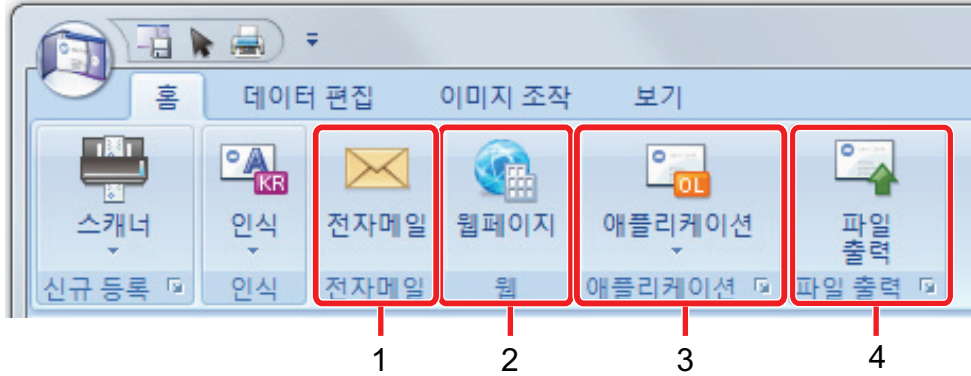 홈 데이터 편집 이미지 조작 보기
KR OL
스캐너 인식 전자메일 웹페이지 애플리케이션 파일
출력
신규 등록 인식 전자메일 웹 애플리케이션 파일 출력
1 2 3 4